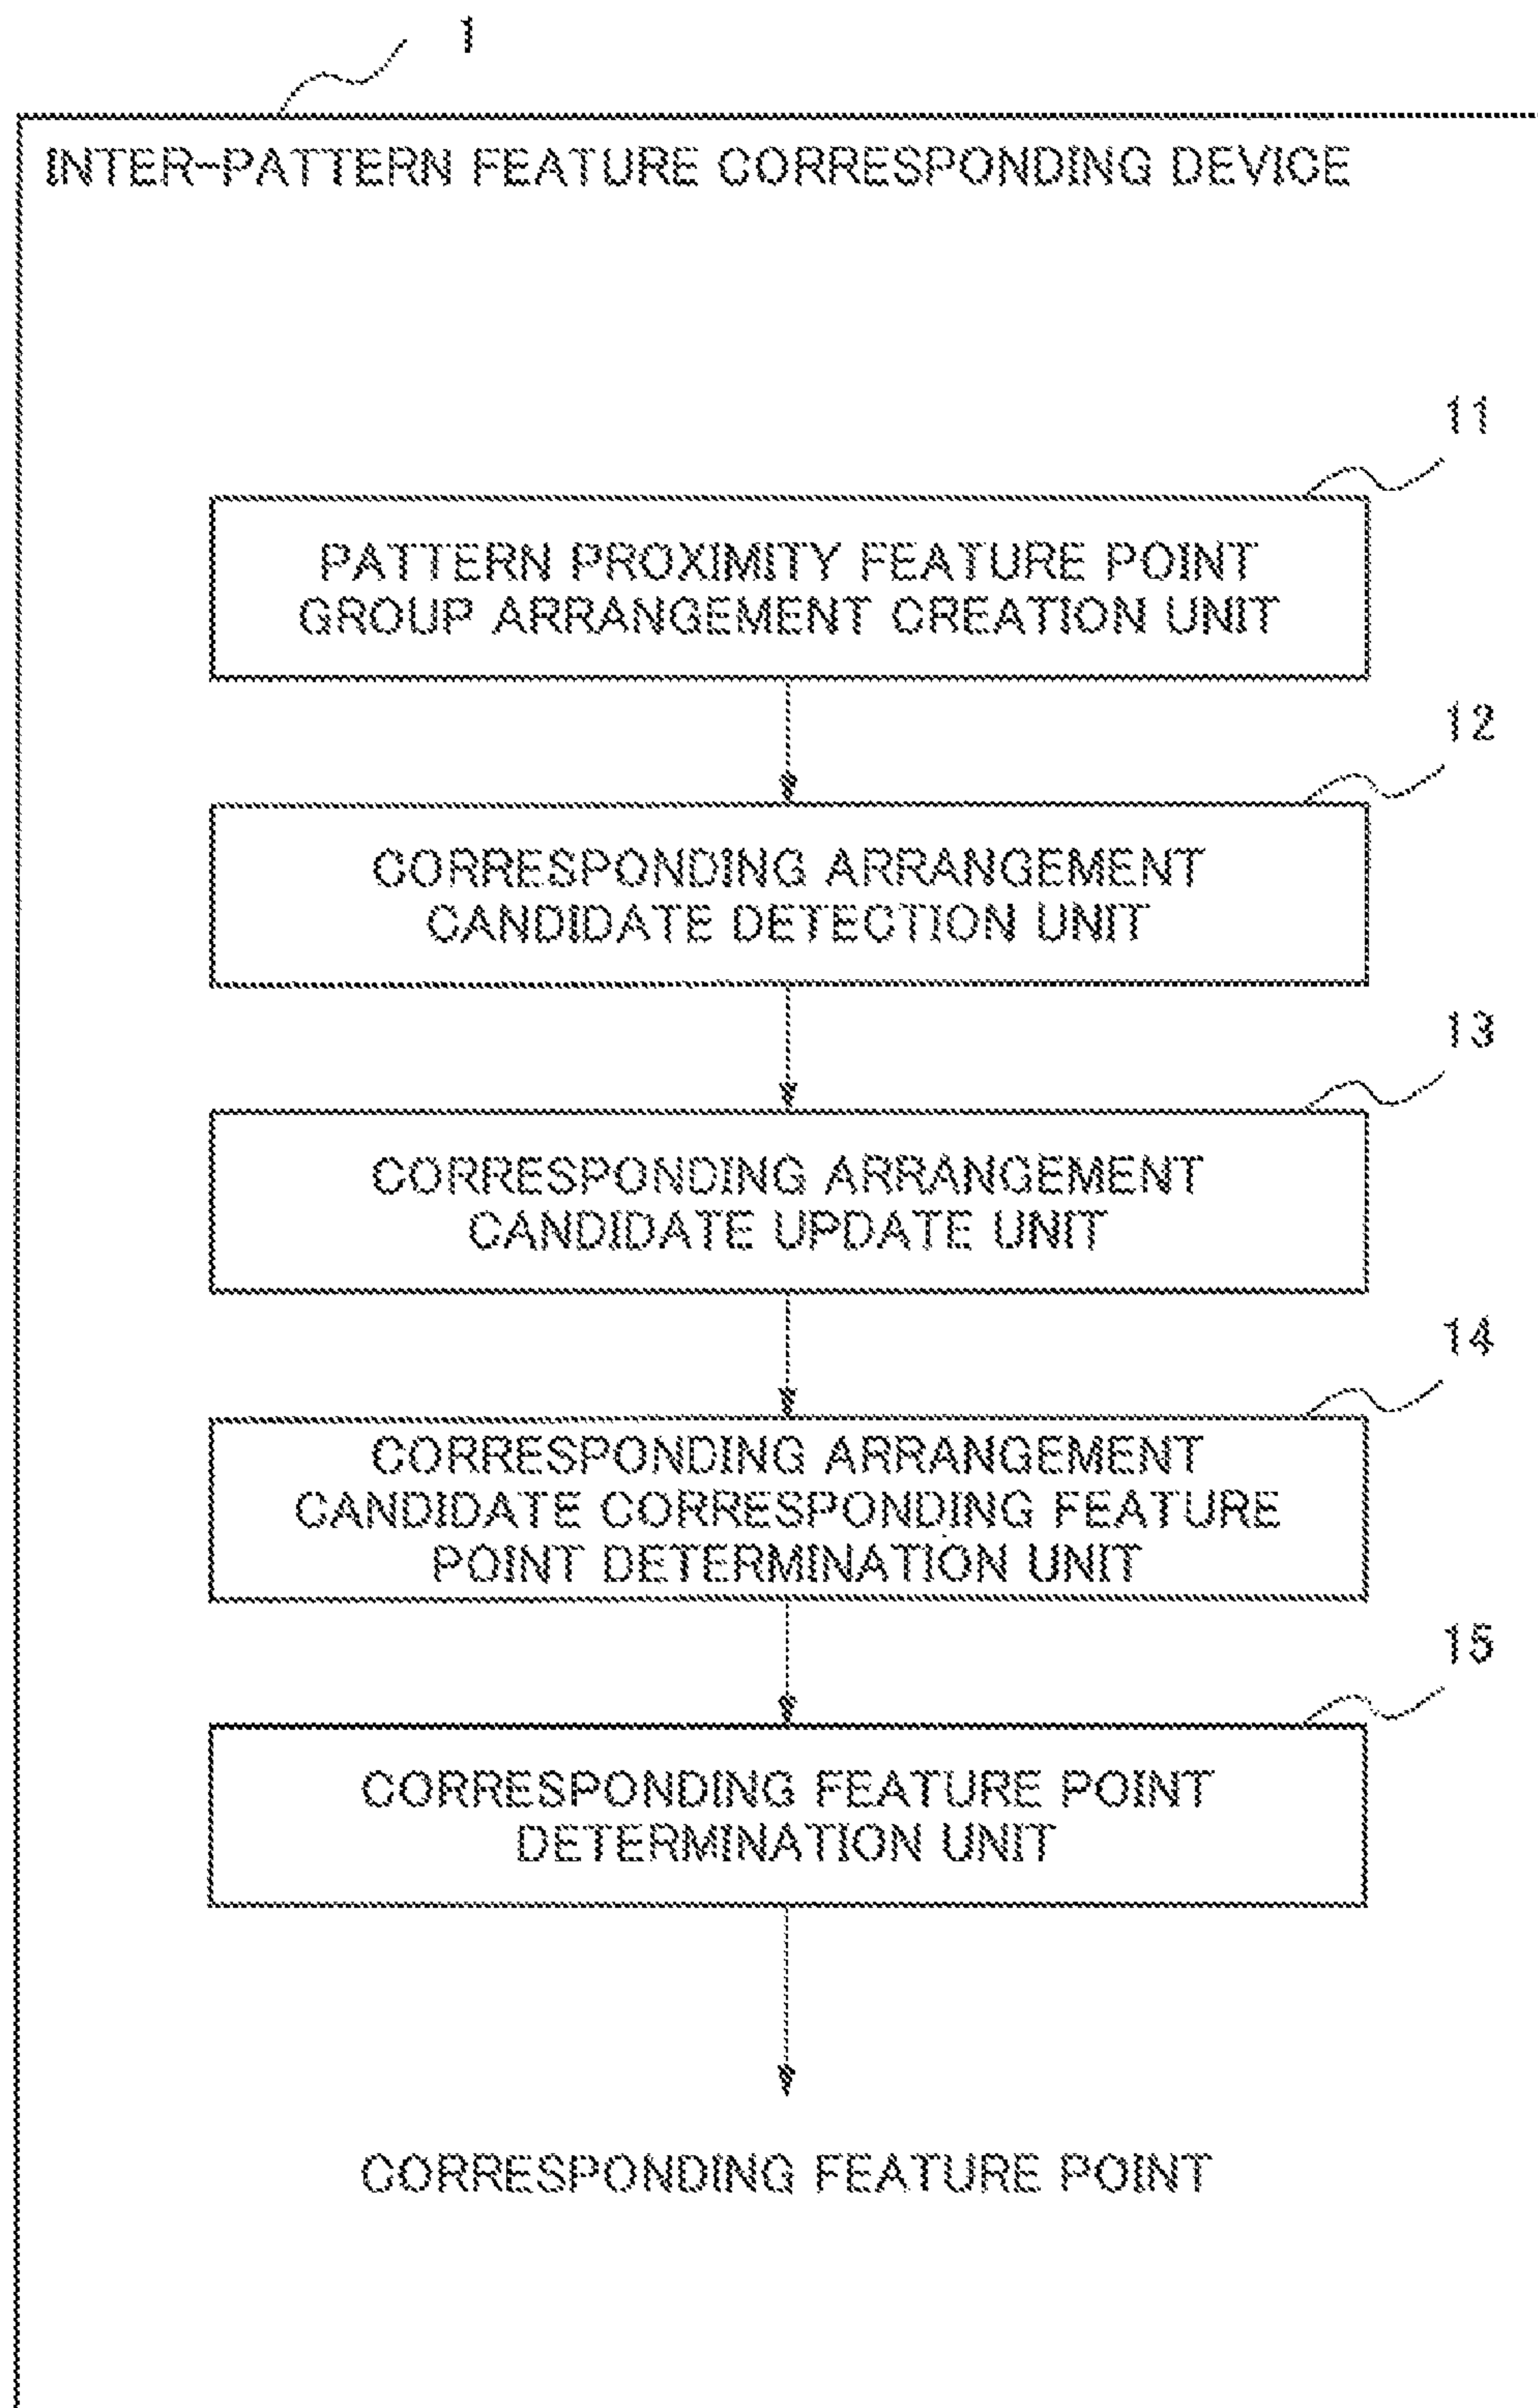 1
INTER-PATTERN FEATURE CORRESPONDING DEVICE
11
PATTERN PROXIMITY FEATURE POINT
GROUP ARRANGEMENT CREATION UNIT
12
CORRESPONDING ARRANGEMENT
CANDIDATE DETECTION UNIT
13
CORRESPONDING ARRANGEMENT
CANDIDATE UPDATE UNIT
14
CORRESPONDING ARRANGEMENT
CANDIDATE CORRESPONDING FEATURE
POINT DETERMINATION UNIT
15
CORRESPONDING FEATURE POINT
DETERMINATION UNIT
CORRESPONDING FEATURE POINT